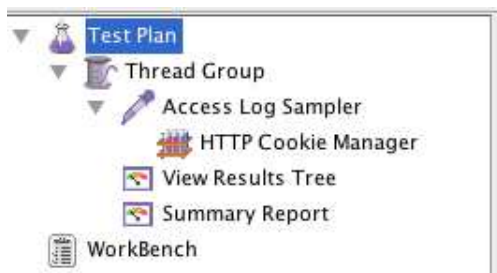 Test Plan
Thread Group
Access Log Sampler
HTTP Cookie Manager
View Results Tree
Summary Report
WorkBench